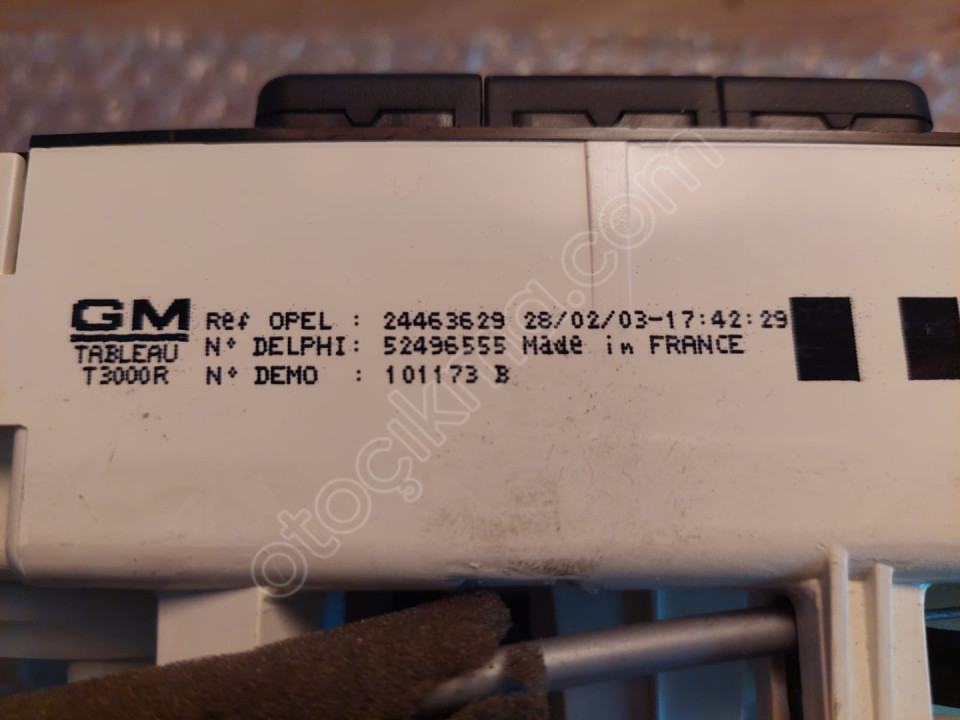 GM Ref OPEL : 24463629 28/02/03-17:42:29
TABLEAU N° DELPHI: 52496555 Made in FRANCE
T3000R N° DEMO : 101173 B
otoçıkma.com